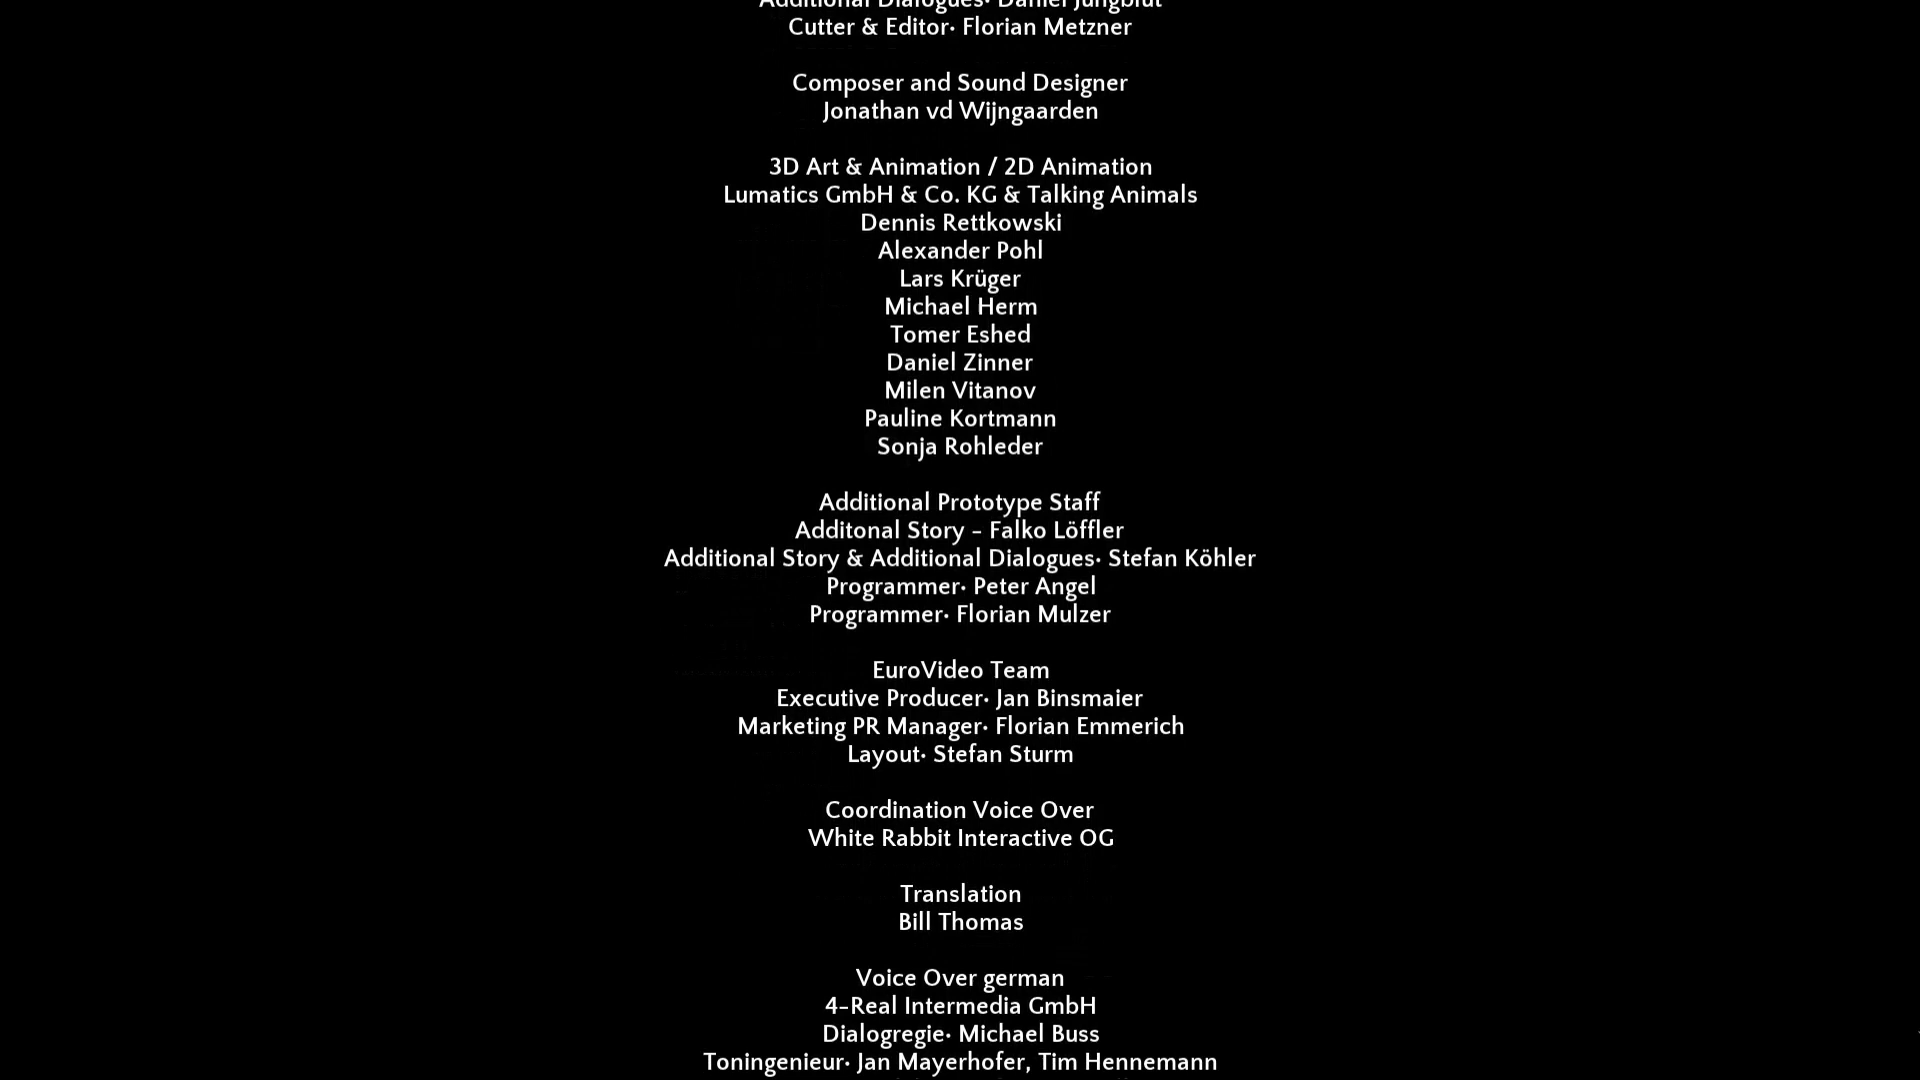 Additional Dialogues• Daniel Jungblut
Cutter & Editor• Florian Metzner
Composer and Sound Designer
Jonathan vd Wijngaarden
3D Art & Animation / 2D Animation
Lumatics GmbH & Co. KG & Talking Animals
Dennis Rettkowski
Alexander Pohl
Lars Krüger
Michael Herm
Tomer Eshed
Daniel Zinner
Milen Vitanov
Pauline Kortmann
Sonja Rohleder
Additional Prototype Staff
Additonal Story - Falko Löffler
Additional Story & Additional Dialogues• Stefan Köhler
Programmer• Peter Angel
Programmer• Florian Mulzer
EuroVideo Team
Executive Producer• Jan Binsmaier
Marketing PR Manager• Florian Emmerich
Layout• Stefan Sturm
Coordination Voice Over
White Rabbit Interactive OG
Translation
Bill Thomas
Voice Over german
4-Real Intermedia GmbH
Dialogregie• Michael Buss
Toningenieur• Jan Mayerhofer, Tim Hennemann